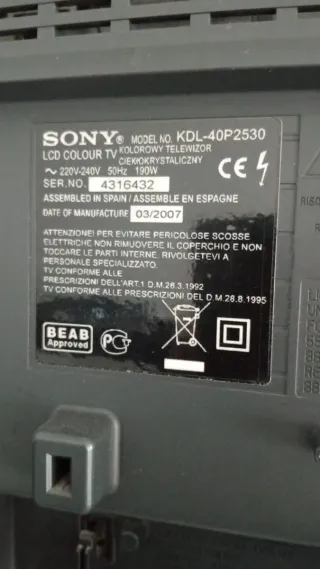 SONY® MODEL NO. KDL-40P2530
LCD COLOUR TV KOLOROWY TELEWIZOR
CIEKŁOKRYSTALICZNY
~ 220V-240V 50Hz 190W
SER.NO. 4316432
ASSEMBLED IN SPAIN / ASSEMBLE EN ESPAGNE
DATE OF MANUFACTURE 03/2007
ATTENZIONE! PER EVITARE PERICOLOSE SCOSSE
ELETTRICHE NON RIMUOVERE IL COPERCHIO E NON
TOCCARE LE PARTI INTERNE. RIVOLGETEVI A
PERSONALE SPECIALIZZATO.
TV CONFORME ALLE
PRESCRIZIONI DELL'ART.1 D.M.26.3.1992
TV CONFORME ALLE PRESCRIZIONI DEL D.M.28.8.1995
CE
BEAB
Approved